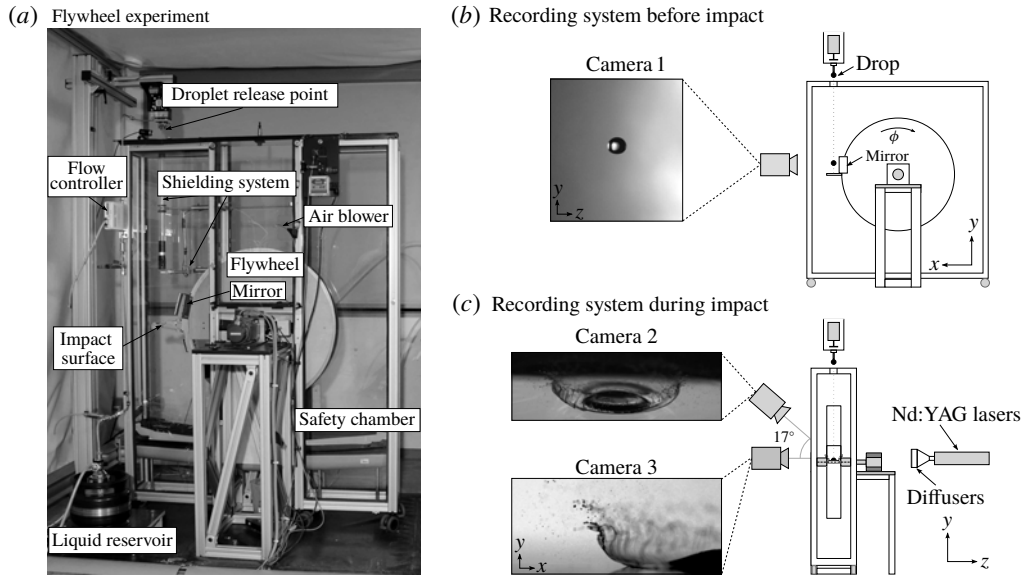 (a) Flywheel experiment
Droplet release point
Flow
controller
Shielding system
Air blower
Flywheel
Mirror
Impact
surface
Safety chamber
Liquid reservoir
(b) Recording system before impact
Camera 1
y
z
Drop
ϕ
Mirror
y
x
(c) Recording system during impact
Camera 2
17°
Camera 3
y
x
Nd:YAG lasers
Diffusers
y
z